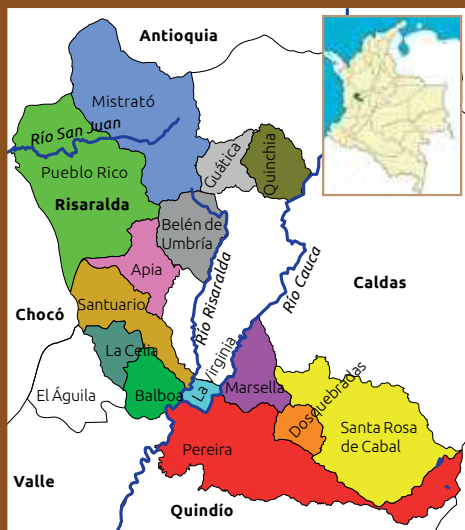 Antioquia
Mistrató
Río San Juan
Guática
Quinchia
Pueblo Rico
Risaralda
Belén de
Umbría
Apia
Río Risaralda
Río Cauca
Caldas
Santuario
Chocó
La Celia
La Virginia
El Águila
Balboa
Marsella
Dosquebradas
Santa Rosa
de Cabal
Pereira
Valle
Quindío